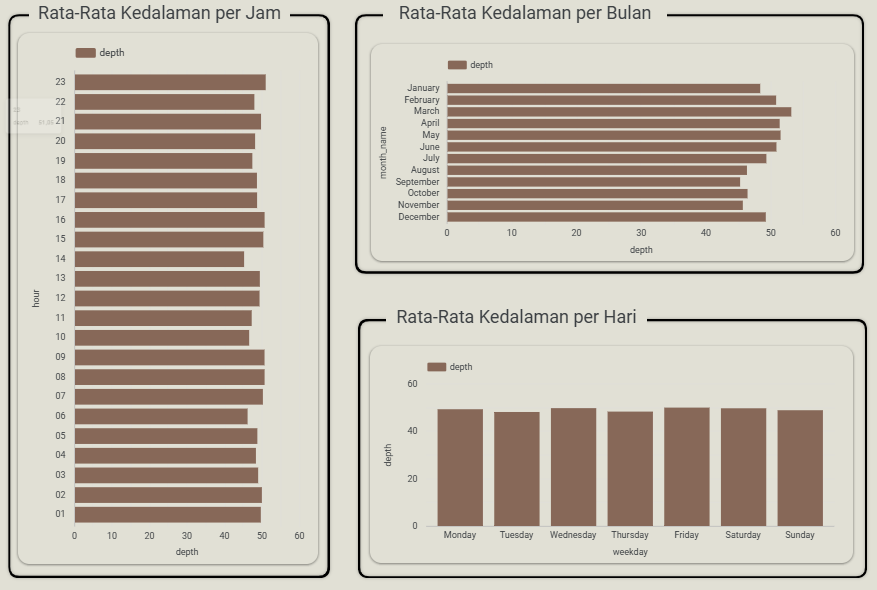 Rata-Rata Kedalaman per Jam
depth
23
22
21
20
19
18
17
16
15
14
13
12
11
10
09
08
07
06
05
04
03
02
01
hour
0 10 20 30 40 50 60
depth
Rata-Rata Kedalaman per Bulan
depth
January
February
March
April
May
June
July
August
September
October
November
December
month_name
0 10 20 30 40 50 60
depth
Rata-Rata Kedalaman per Hari
depth
60
40
20
0
depth
Monday Tuesday Wednesday Thursday Friday Saturday Sunday
weekday